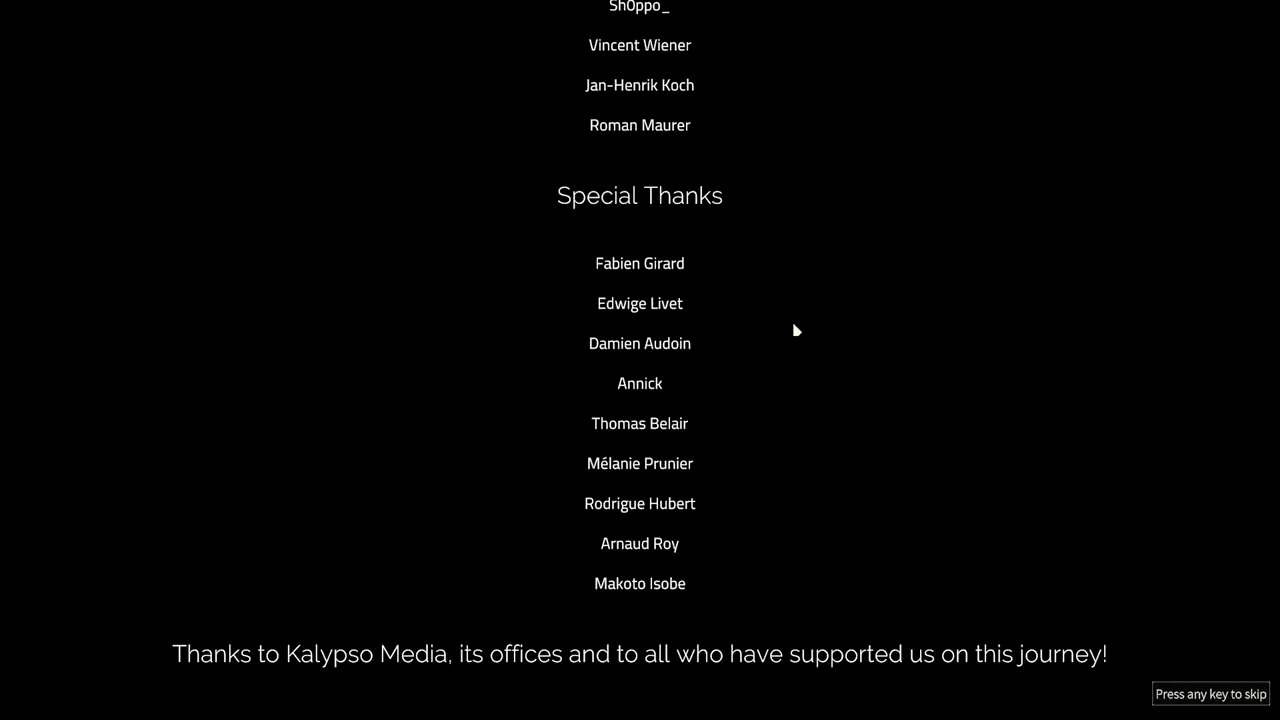 Sh0ppo_
Vincent Wiener
Jan-Henrik Koch
Roman Maurer
Special Thanks
Fabien Girard
Edwige Livet
Damien Audoin
Annick
Thomas Belair
Mélanie Prunier
Rodrigue Hubert
Arnaud Roy
Makoto Isobe
Thanks to Kalypso Media, its offices and to all who have supported us on this journey!
Press any key to skip